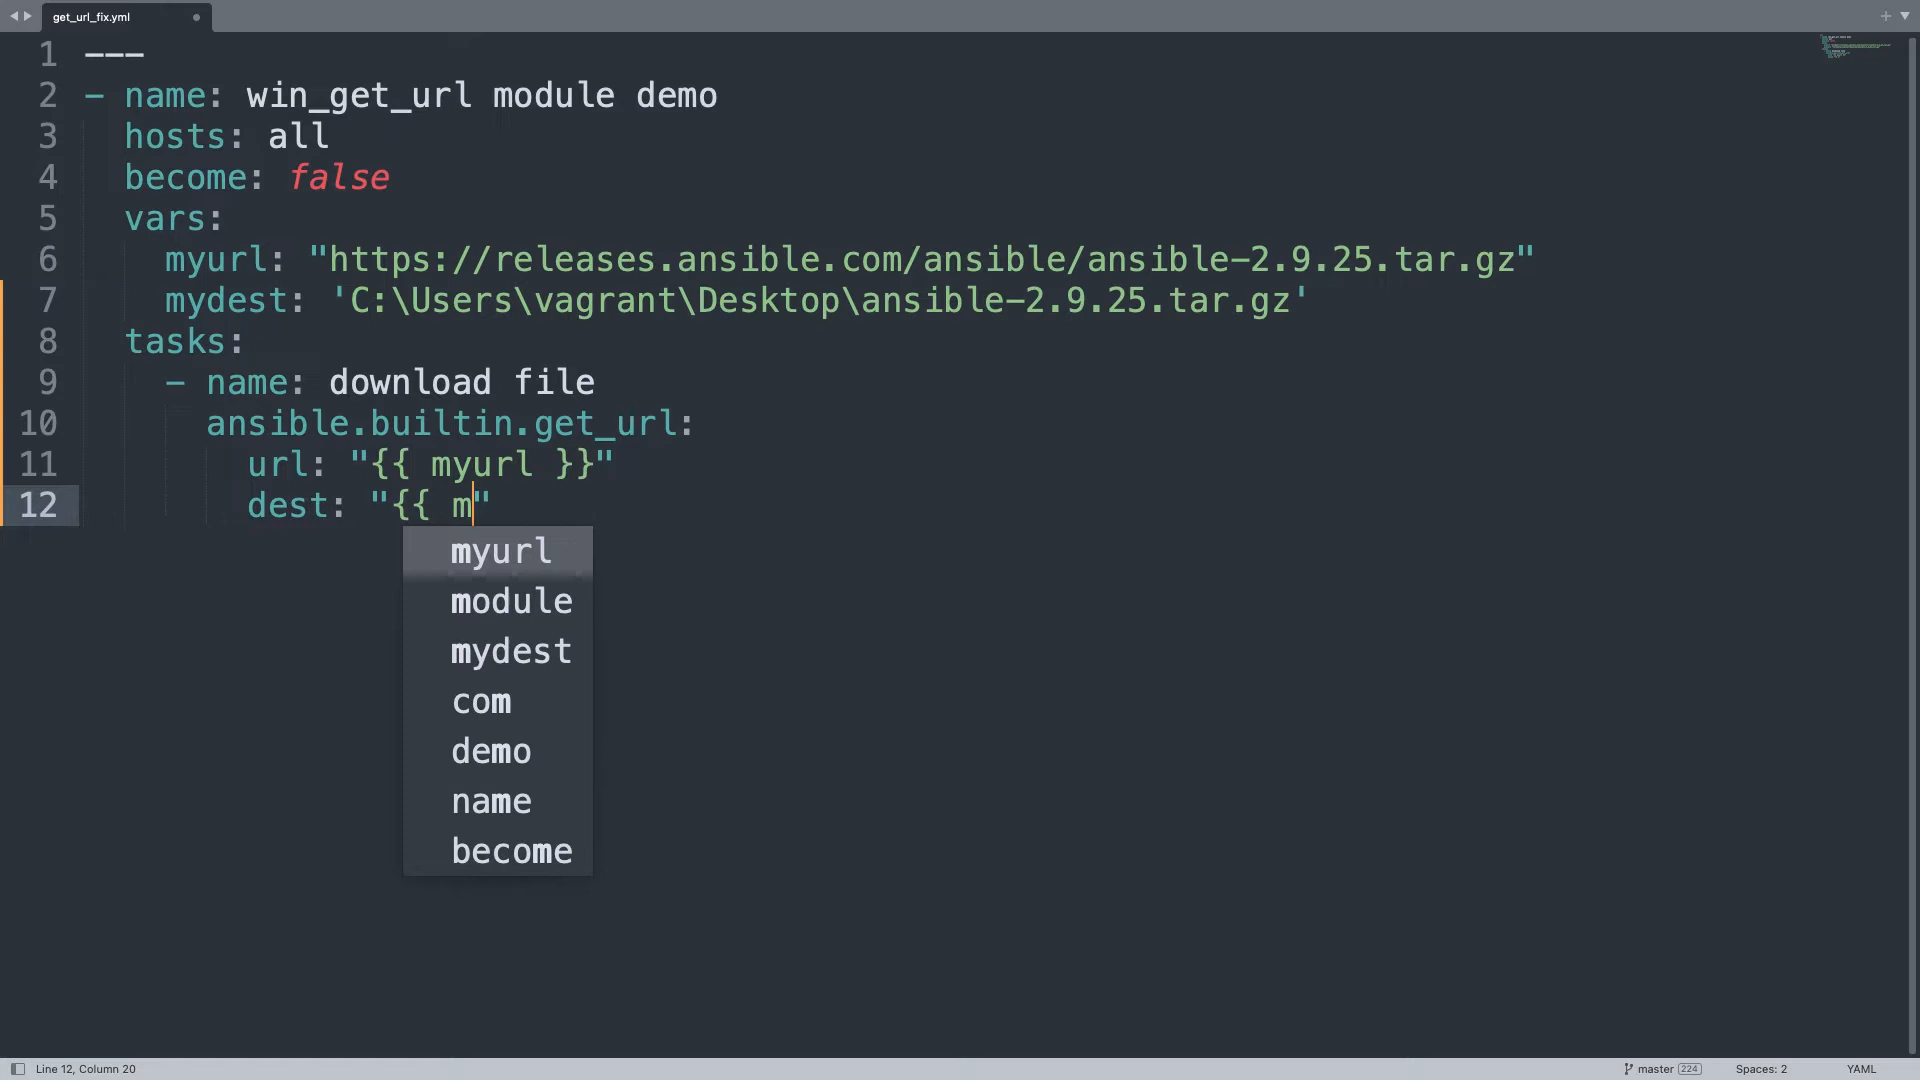 get_url_fix.yml
1 ---
2 - name: win_get_url module demo
3 hosts: all
4 become: false
5 vars:
6 myurl: "https://releases.ansible.com/ansible/ansible-2.9.25.tar.gz"
7 mydest: 'C:\Users\vagrant\Desktop\ansible-2.9.25.tar.gz'
8 tasks:
9 - name: download file
10 ansible.builtin.get_url:
11 url: "{{ myurl }}"
12 dest: "{{ m"
myurl
module
mydest
com
demo
name
become
Line 12, Column 20 master 224 Spaces: 2 YAML